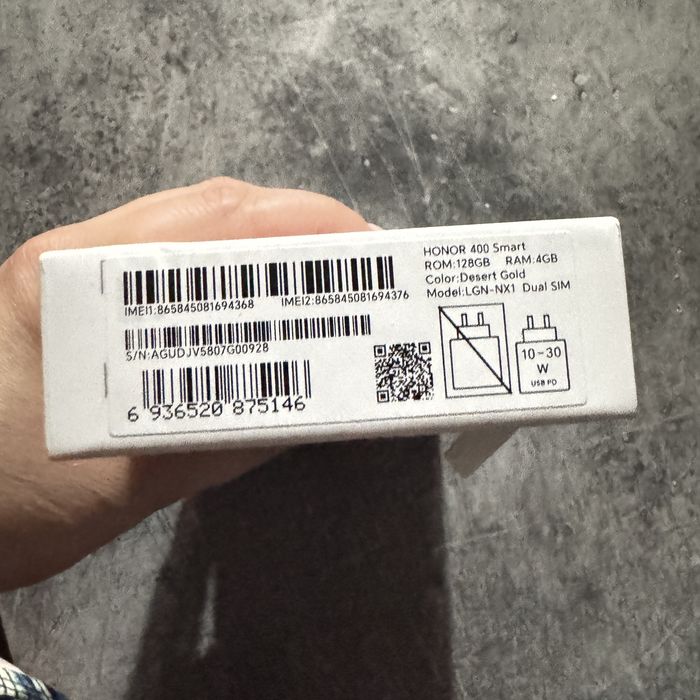 HONOR 400 Smart
ROM:128GB RAM:4GB
Color:Desert Gold
Model:LGN-NX1 Dual SIM
IMEI1:865845081694368 IMEI2:865845081694376
S/N:AGUDJV5807G00928
6 936520 875146
10-30
W
USB PD